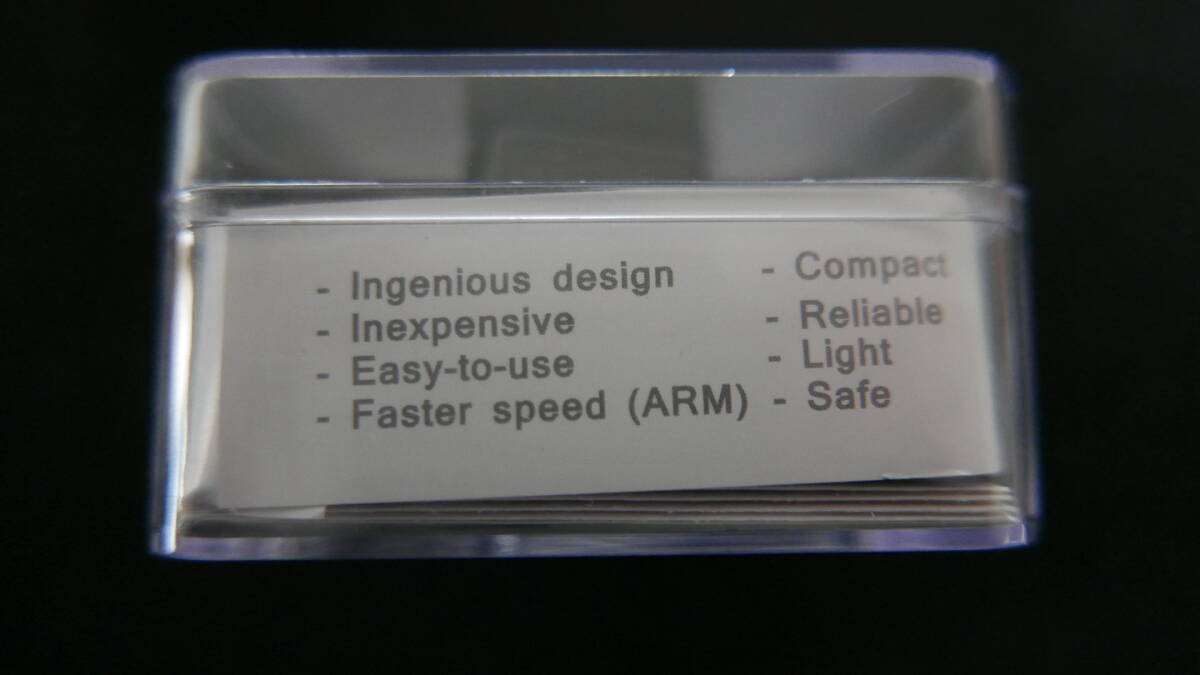 - Ingenious design - Compact
- Inexpensive - Reliable
- Easy-to-use - Light
- Faster speed (ARM) - Safe